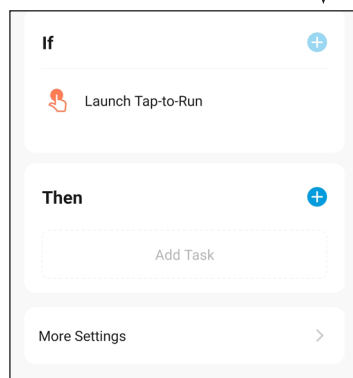 If
Launch Tap-to-Run
Then
Add Task
More Settings